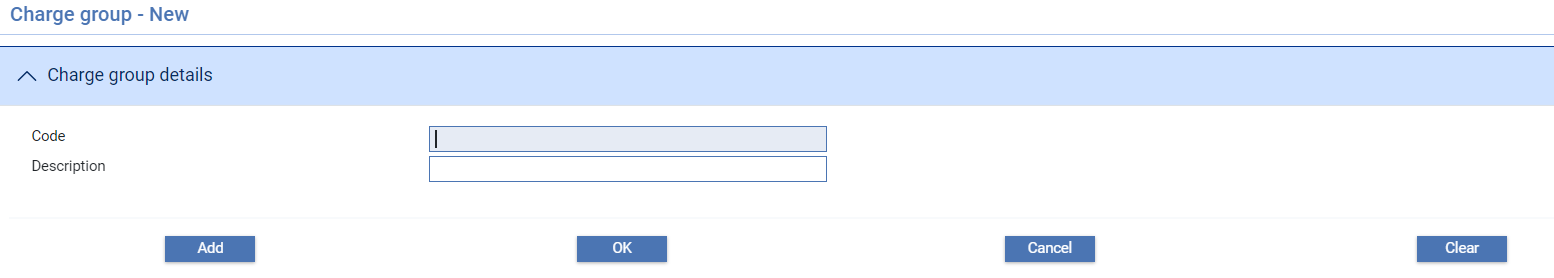 Charge group - New
Charge group details
Code
Description
Add OK Cancel Clear